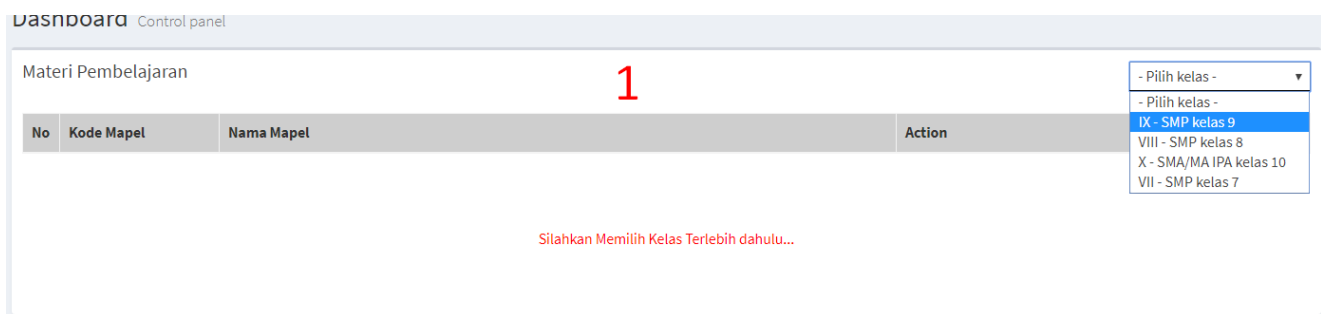 Dashboard Control panel
Materi Pembelajaran
1
- Pilih kelas -
- Pilih kelas -
IX - SMP kelas 9
VIII - SMP kelas 8
X - SMA/MA IPA kelas 10
VII - SMP kelas 7
No Kode Mapel Nama Mapel Action
Silahkan Memilih Kelas Terlebih dahulu...